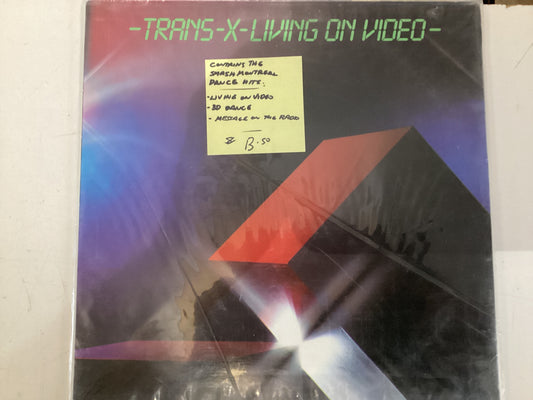 -TRANS-X-LIVING ON VIDEO-
CONTAINS THE
SMASH MONTREAL
DANCE HITS.
-LIVING ON VIDEO
-3D DANCE
- MESSAGE ON THE RADIO
.50